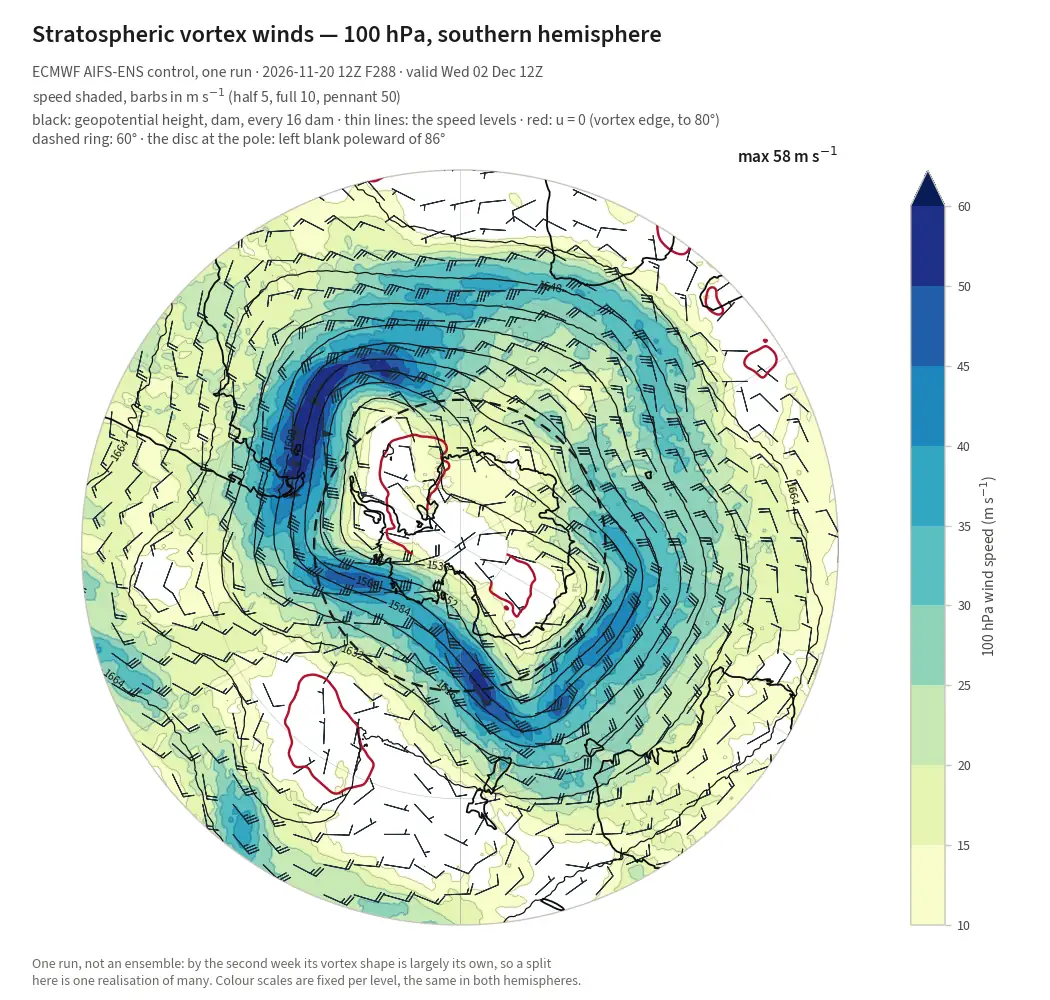 Stratospheric vortex winds — 100 hPa, southern hemisphere
ECMWF AIFS-ENS control, one run · 2026-11-20 12Z F288 · valid Wed 02 Dec 12Z
speed shaded, barbs in m s⁻¹ (half 5, full 10, pennant 50)
black: geopotential height, dam, every 16 dam · thin lines: the speed levels · red: u = 0 (vortex edge, to 80°)
dashed ring: 60° · the disc at the pole: left blank poleward of 86°
max 58 m s⁻¹
1648
1664
1600
1664
1568
1584
1664
60
50
45
40
35
30
25
20
15
10
100 hPa wind speed (m s⁻¹)
One run, not an ensemble: by the second week its vortex shape is largely its own, so a split
here is one realisation of many. Colour scales are fixed per level, the same in both hemispheres.